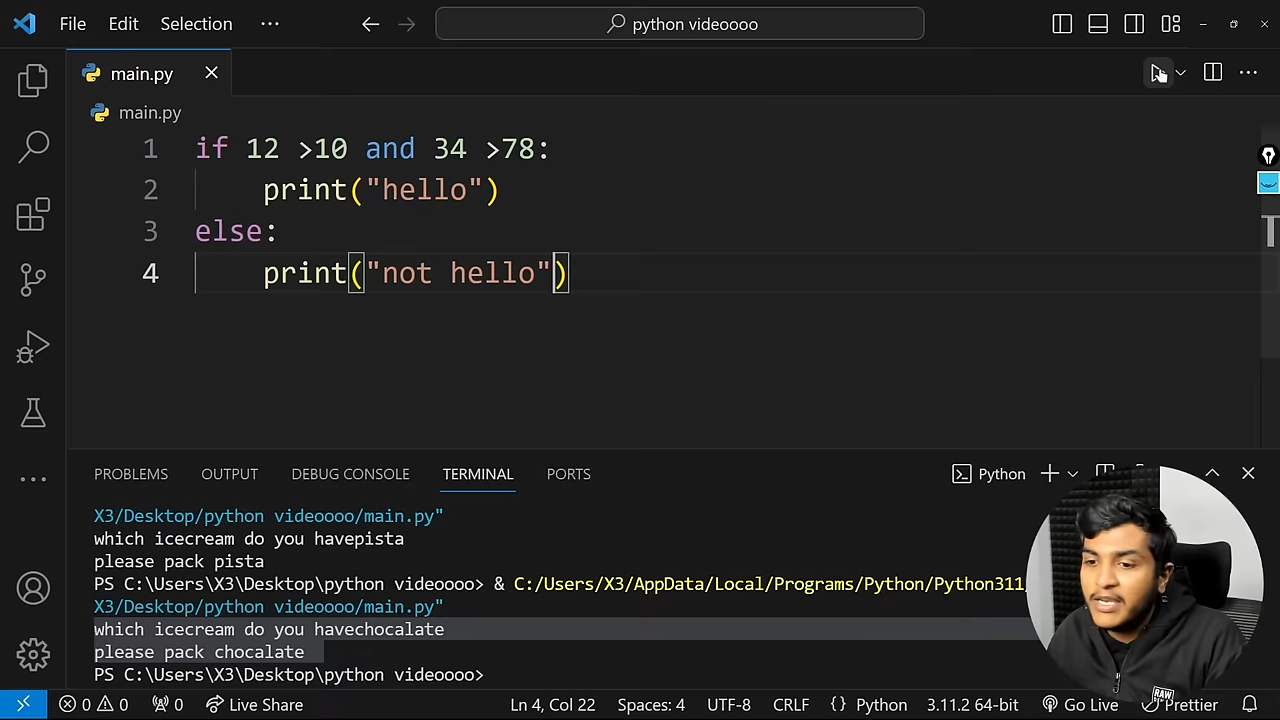 File Edit Selection ··· python videoooo
main.py
main.py
1 if 12 >10 and 34 >78:
2 print("hello")
3 else:
4 print("not hello")
PROBLEMS OUTPUT DEBUG CONSOLE TERMINAL PORTS Python
X3/Desktop/python videoooo/main.py"
which icecream do you havepista
please pack pista
PS C:\Users\X3\Desktop\python videoooo> & C:/Users/X3/AppData/Local/Programs/Python/Python311
X3/Desktop/python videoooo/main.py"
which icecream do you havechocalate
please pack chocalate
PS C:\Users\X3\Desktop\python videoooo>
RAW
0 0 0 Live Share Ln 4, Col 22 Spaces: 4 UTF-8 CRLF {} Python 3.11.2 64-bit Go Live Prettier